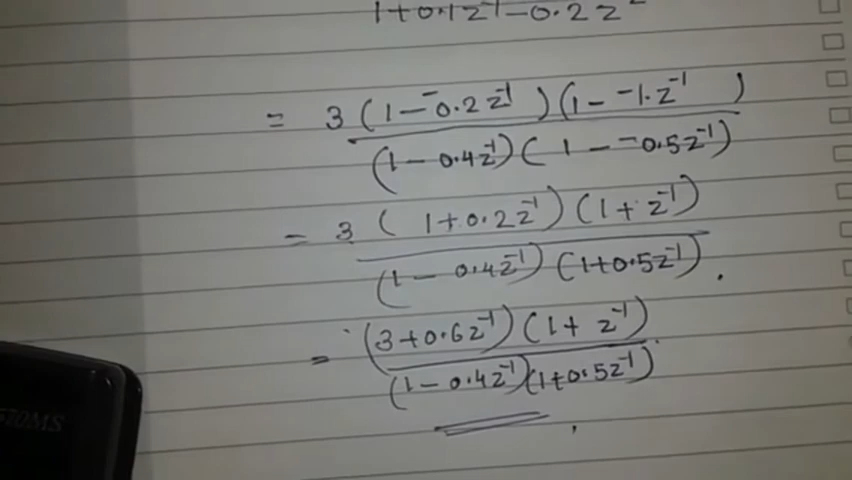 1+0.1z⁻¹-0.2z⁻²
= 3(1--0.2z⁻¹)(1--1.z⁻¹)/(1-0.4z⁻¹)(1--0.5z⁻¹)
= 3(1+0.2z⁻¹)(1+z⁻¹)/(1-0.4z⁻¹)(1+0.5z⁻¹).
= (3+0.6z⁻¹)(1+z⁻¹)/(1-0.4z⁻¹)(1+0.5z⁻¹)